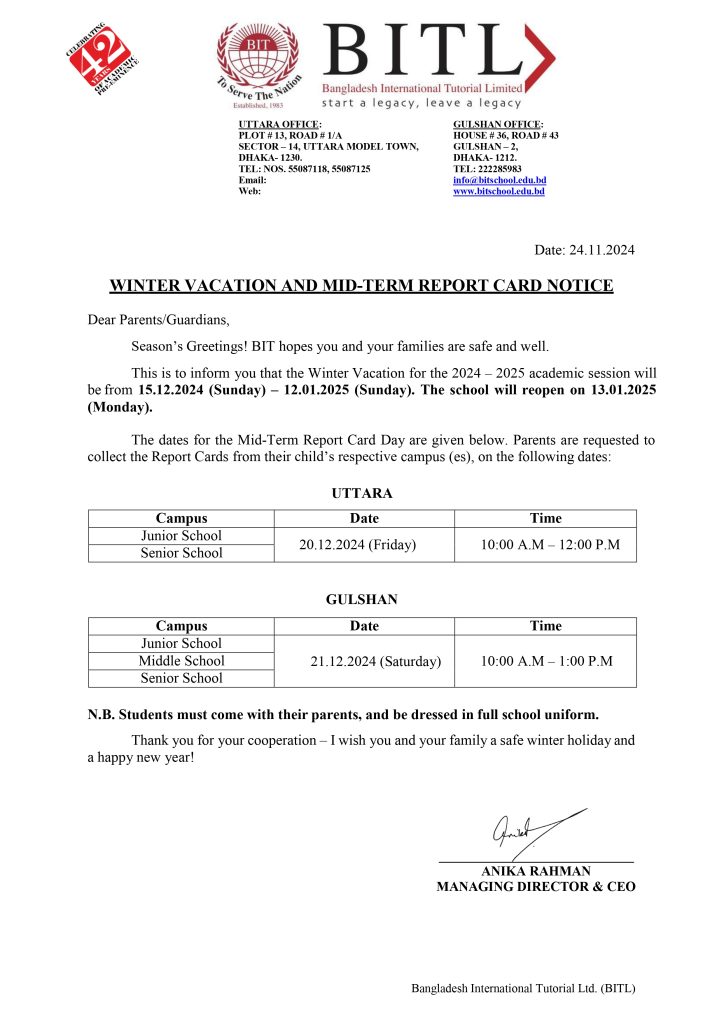 CELEBRATING
42
YEARS
OF ACADEMIC
PRE-EMINENCE
BIT
To Serve The Nation
Established, 1983
BITL
Bangladesh International Tutorial Limited
start a legacy, leave a legacy
UTTARA OFFICE:
PLOT # 13, ROAD # 1/A
SECTOR – 14, UTTARA MODEL TOWN,
DHAKA- 1230.
TEL: NOS. 55087118, 55087125
Email:
Web:
GULSHAN OFFICE:
HOUSE # 36, ROAD # 43
GULSHAN – 2,
DHAKA- 1212.
TEL: 222285983
info@bitschool.edu.bd
www.bitschool.edu.bd
Date: 24.11.2024
WINTER VACATION AND MID-TERM REPORT CARD NOTICE
Dear Parents/Guardians,
Season’s Greetings! BIT hopes you and your families are safe and well.
This is to inform you that the Winter Vacation for the 2024 – 2025 academic session will
be from 15.12.2024 (Sunday) – 12.01.2025 (Sunday). The school will reopen on 13.01.2025
(Monday).
The dates for the Mid-Term Report Card Day are given below. Parents are requested to
collect the Report Cards from their child’s respective campus (es), on the following dates:
UTTARA
Campus Date Time
Junior School
Senior School
20.12.2024 (Friday) 10:00 A.M – 12:00 P.M
GULSHAN
Campus Date Time
Junior School
Middle School 21.12.2024 (Saturday) 10:00 A.M – 1:00 P.M
Senior School
N.B. Students must come with their parents, and be dressed in full school uniform.
Thank you for your cooperation – I wish you and your family a safe winter holiday and
a happy new year!
ANIKA RAHMAN
MANAGING DIRECTOR & CEO
Bangladesh International Tutorial Ltd. (BITL)